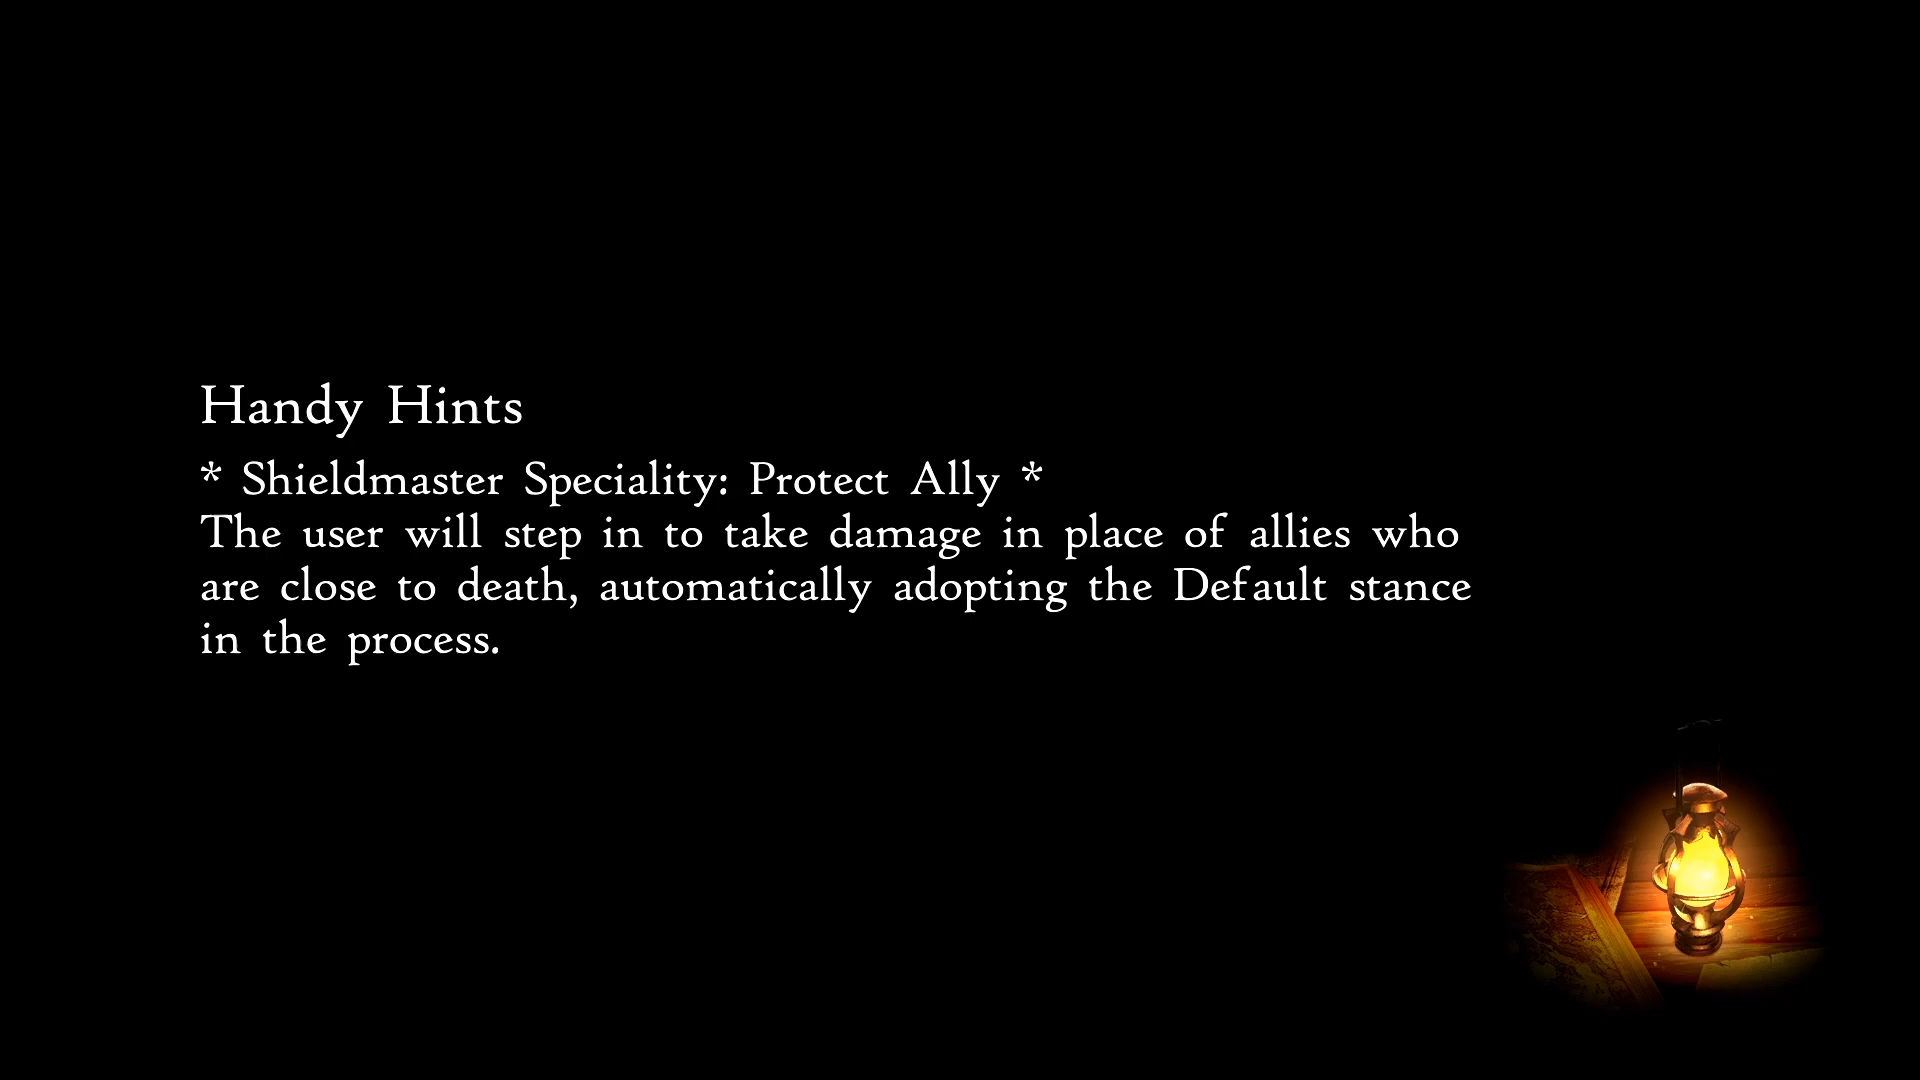 Handy Hints
* Shieldmaster Speciality: Protect Ally *
The user will step in to take damage in place of allies who
are close to death, automatically adopting the Default stance
in the process.